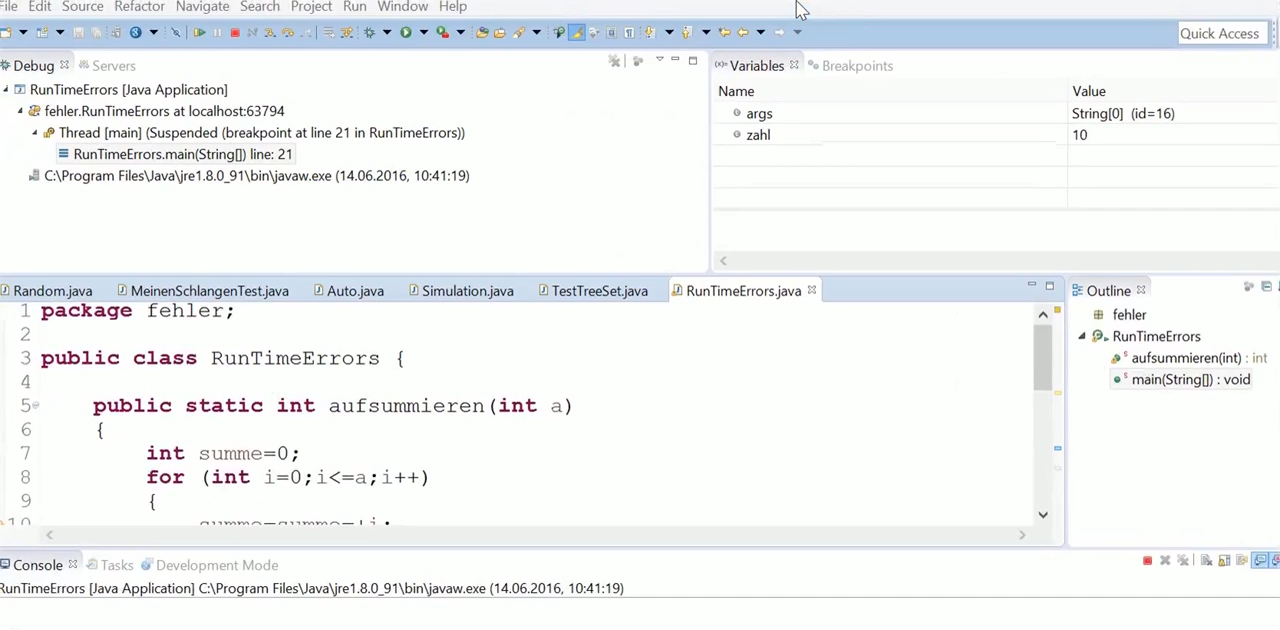 File Edit Source Refactor Navigate Search Project Run Window Help
Quick Access
Debug Servers
RunTimeErrors [Java Application]
fehler.RunTimeErrors at localhost:63794
Thread [main] (Suspended (breakpoint at line 21 in RunTimeErrors))
RunTimeErrors.main(String[]) line: 21
C:\Program Files\Java\jre1.8.0_91\bin\javaw.exe (14.06.2016, 10:41:19)
(x)= Variables Breakpoints
Name Value
args String[0] (id=16)
zahl 10
Random.java MeinenSchlangenTest.java Auto.java Simulation.java TestTreeSet.java RunTimeErrors.java
1 package fehler;
2
3 public class RunTimeErrors {
4
5 public static int aufsummieren(int a)
6 {
7 int summe=0;
8 for (int i=0;i<=a;i++)
9 {
10 summe=summe=+i;
Outline
fehler
RunTimeErrors
aufsummieren(int) : int
main(String[]) : void
Console Tasks Development Mode
RunTimeErrors [Java Application] C:\Program Files\Java\jre1.8.0_91\bin\javaw.exe (14.06.2016, 10:41:19)